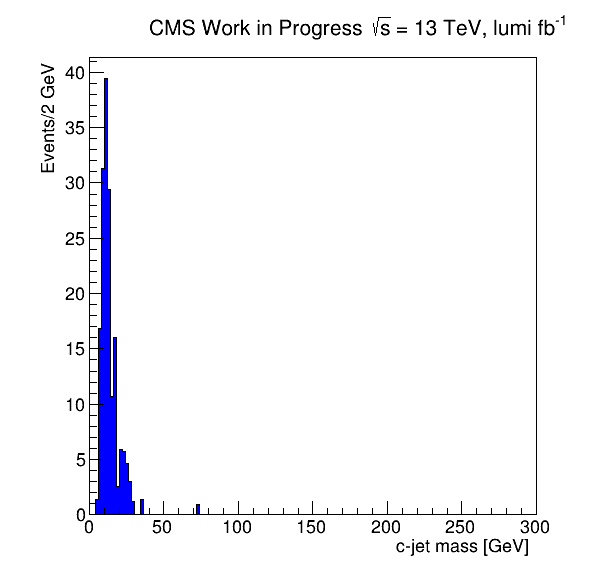 CMS Work in Progress √s = 13 TeV, lumi fb⁻¹
Events/2 GeV
40
35
30
25
20
15
10
5
0
0 50 100 150 200 250 300
c-jet mass [GeV]